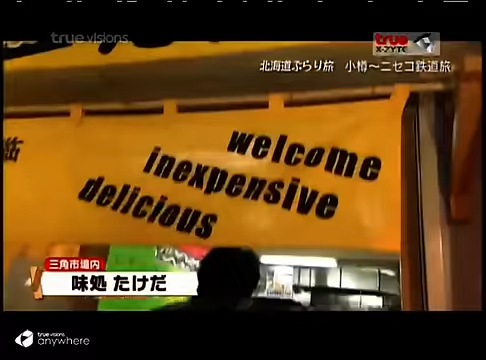 true visions.
true
X-ZYTE
北海道ぶらり旅 小樽~ニセコ鉄道旅
welcome
inexpensive
delicious
三角市場内
味処 たけだ
true visions
anywhere